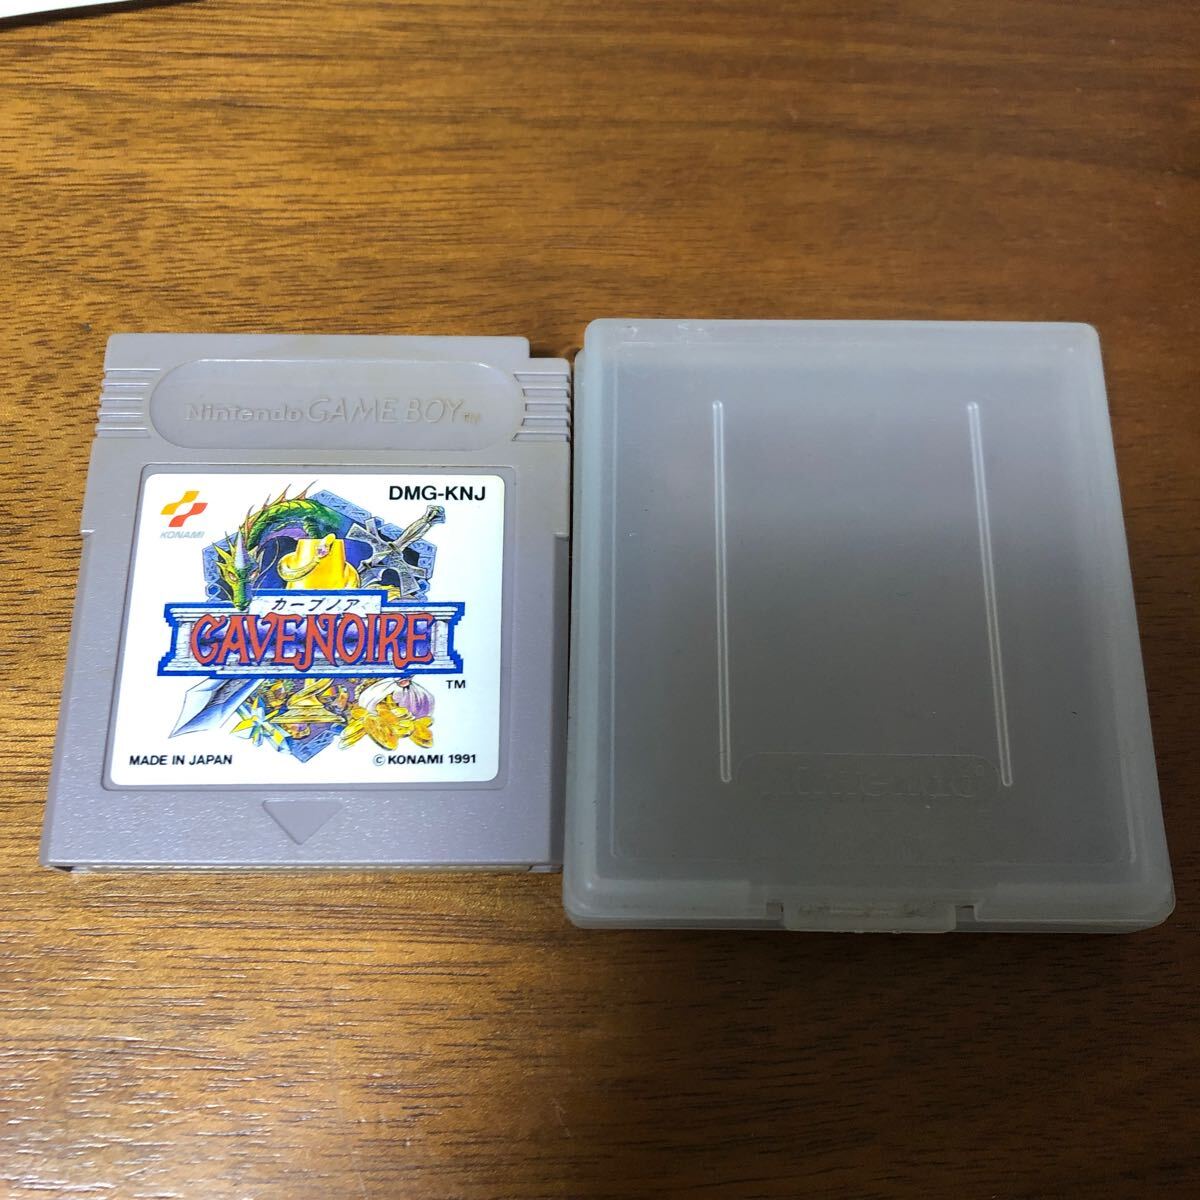 Nintendo GAME BOY TM
DMG-KNJ
KONAMI
カーブノア
CAVENOIRE
TM
MADE IN JAPAN
© KONAMI 1991
Nintendo®